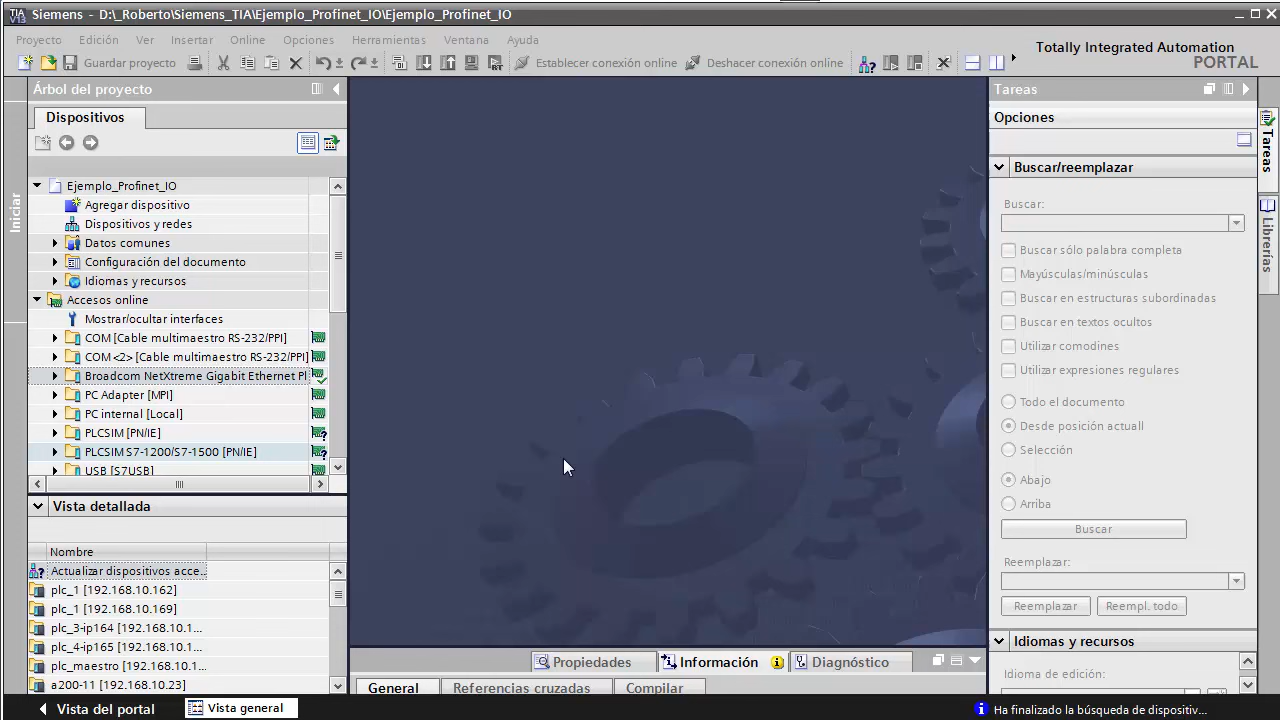 TIA V13 Siemens - D:\_Roberto\Siemens_TIA\Ejemplo_Profinet_IO\Ejemplo_Profinet_IO
Proyecto Edición Ver Insertar Online Opciones Herramientas Ventana Ayuda
Guardar proyecto Establecer conexión online Deshacer conexión online
Totally Integrated Automation
PORTAL
Árbol del proyecto
Dispositivos
Iniciar
Ejemplo_Profinet_IO
Agregar dispositivo
Dispositivos y redes
Datos comunes
Configuración del documento
Idiomas y recursos
Accesos online
Mostrar/ocultar interfaces
COM [Cable multimaestro RS-232/PPI]
COM <2> [Cable multimaestro RS-232/PPI]
Broadcom NetXtreme Gigabit Ethernet Pl
PC Adapter [MPI]
PC internal [Local]
PLCSIM [PN/IE]
PLCSIM S7-1200/S7-1500 [PN/IE]
USB [S7USB]
Vista detallada
Nombre
Actualizar dispositivos acce...
plc_1 [192.168.10.162]
plc_1 [192.168.10.169]
plc_3-ip164 [192.168.10.1...
plc_4-ip165 [192.168.10.1...
plc_maestro [192.168.10....
a200-11 [192.168.10.23]
Propiedades Información Diagnóstico
General Referencias cruzadas Compilar
Tareas
Opciones
Buscar/reemplazar
Buscar:
Buscar sólo palabra completa
Mayúsculas/minúsculas
Buscar en estructuras subordinadas
Buscar en textos ocultos
Utilizar comodines
Utilizar expresiones regulares
Todo el documento
Desde posición actuall
Selección
Abajo
Arriba
Buscar
Reemplazar:
Reemplazar Reempl. todo
Idiomas y recursos
Idioma de edición:
Tareas
Librerías
Vista del portal Vista general
Ha finalizado la búsqueda de dispositiv...